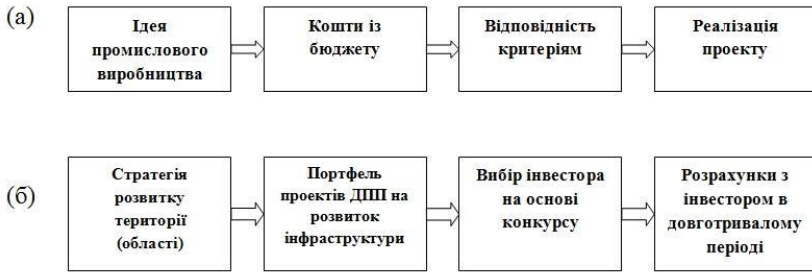 (а)
Ідея
промислового
виробництва
Кошти із
бюджету
Відповідність
критеріям
Реалізація
проекту
(б)
Стратегія
розвитку
території
(області)
Портфель
проектів ДПП на
розвиток
інфраструктури
Вибір інвестора
на основі
конкурсу
Розрахунки з
інвестором в
довготривалому
періоді